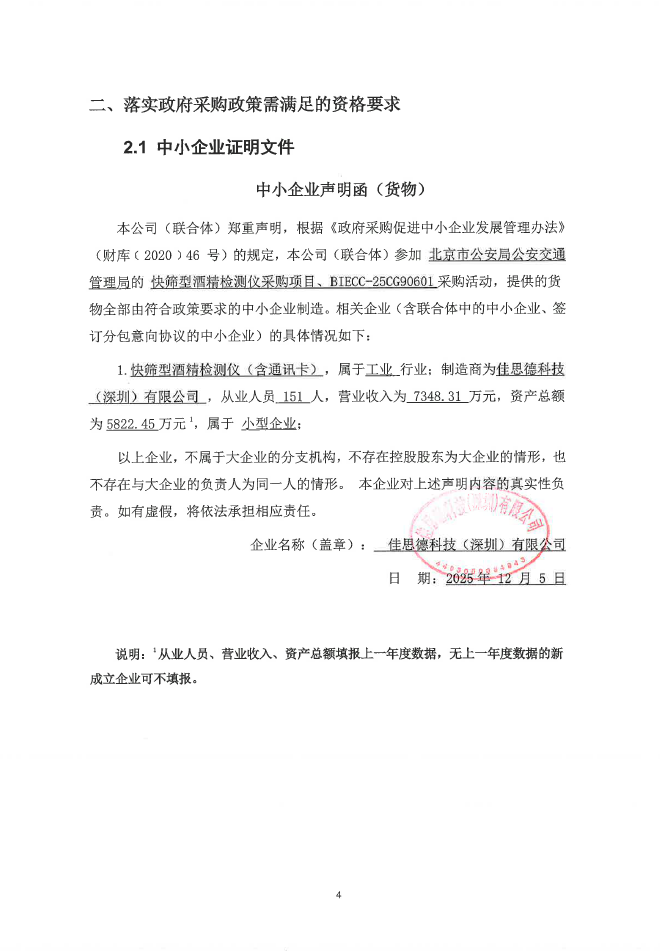 二、落实政府采购政策需满足的资格要求
2.1 中小企业证明文件
中小企业声明函（货物）
本公司（联合体）郑重声明，根据《政府采购促进中小企业发展管理办法》
（财库﹝2020﹞46 号）的规定，本公司（联合体）参加 北京市公安局公安交通
管理局的 快筛型酒精检测仪采购项目、BIECC-25CG90601 采购活动，提供的货
物全部由符合政策要求的中小企业制造。相关企业（含联合体中的中小企业、签
订分包意向协议的中小企业）的具体情况如下：
1.快筛型酒精检测仪（含通讯卡），属于工业 行业；制造商为佳思德科技
（深圳）有限公司 ，从业人员 151 人，营业收入为 7348.31 万元，资产总额
为 5822.45 万元¹，属于 小型企业；
以上企业，不属于大企业的分支机构，不存在控股股东为大企业的情形，也
不存在与大企业的负责人为同一人的情形。 本企业对上述声明内容的真实性负
责。如有虚假，将依法承担相应责任。
企业名称（盖章）： 佳思德科技（深圳）有限公司
日 期：2025 年 12 月 5 日
说明：¹从业人员、营业收入、资产总额填报上一年度数据，无上一年度数据的新
成立企业可不填报。
4